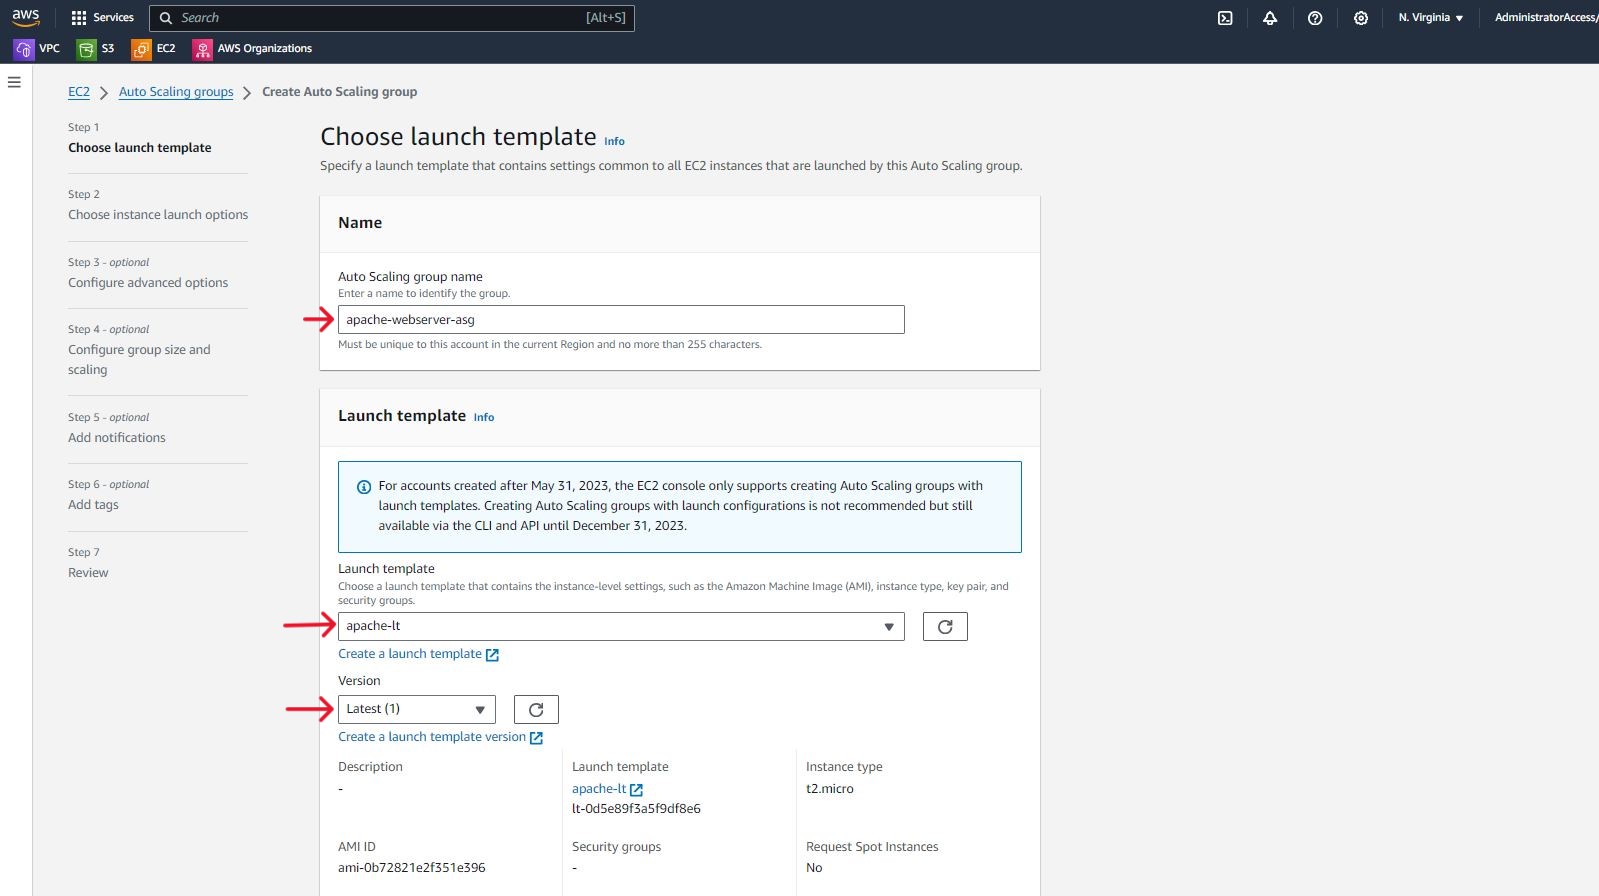 aws
Services
Search
[Alt+S]
N. Virginia
AdministratorAccess/
VPC
S3
EC2
AWS Organizations
EC2
Auto Scaling groups
Create Auto Scaling group
Step 1
Choose launch template
Step 2
Choose instance launch options
Step 3 - optional
Configure advanced options
Step 4 - optional
Configure group size and
scaling
Step 5 - optional
Add notifications
Step 6 - optional
Add tags
Step 7
Review
Choose launch template Info
Specify a launch template that contains settings common to all EC2 instances that are launched by this Auto Scaling group.
Name
Auto Scaling group name
Enter a name to identify the group.
apache-webserver-asg
Must be unique to this account in the current Region and no more than 255 characters.
Launch template Info
For accounts created after May 31, 2023, the EC2 console only supports creating Auto Scaling groups with
launch templates. Creating Auto Scaling groups with launch configurations is not recommended but still
available via the CLI and API until December 31, 2023.
Launch template
Choose a launch template that contains the instance-level settings, such as the Amazon Machine Image (AMI), instance type, key pair, and
security groups.
apache-lt
Create a launch template
Version
Latest (1)
Create a launch template version
Description
-
Launch template
apache-lt
lt-0d5e89f3a5f9df8e6
Instance type
t2.micro
AMI ID
ami-0b72821e2f351e396
Security groups
-
Request Spot Instances
No